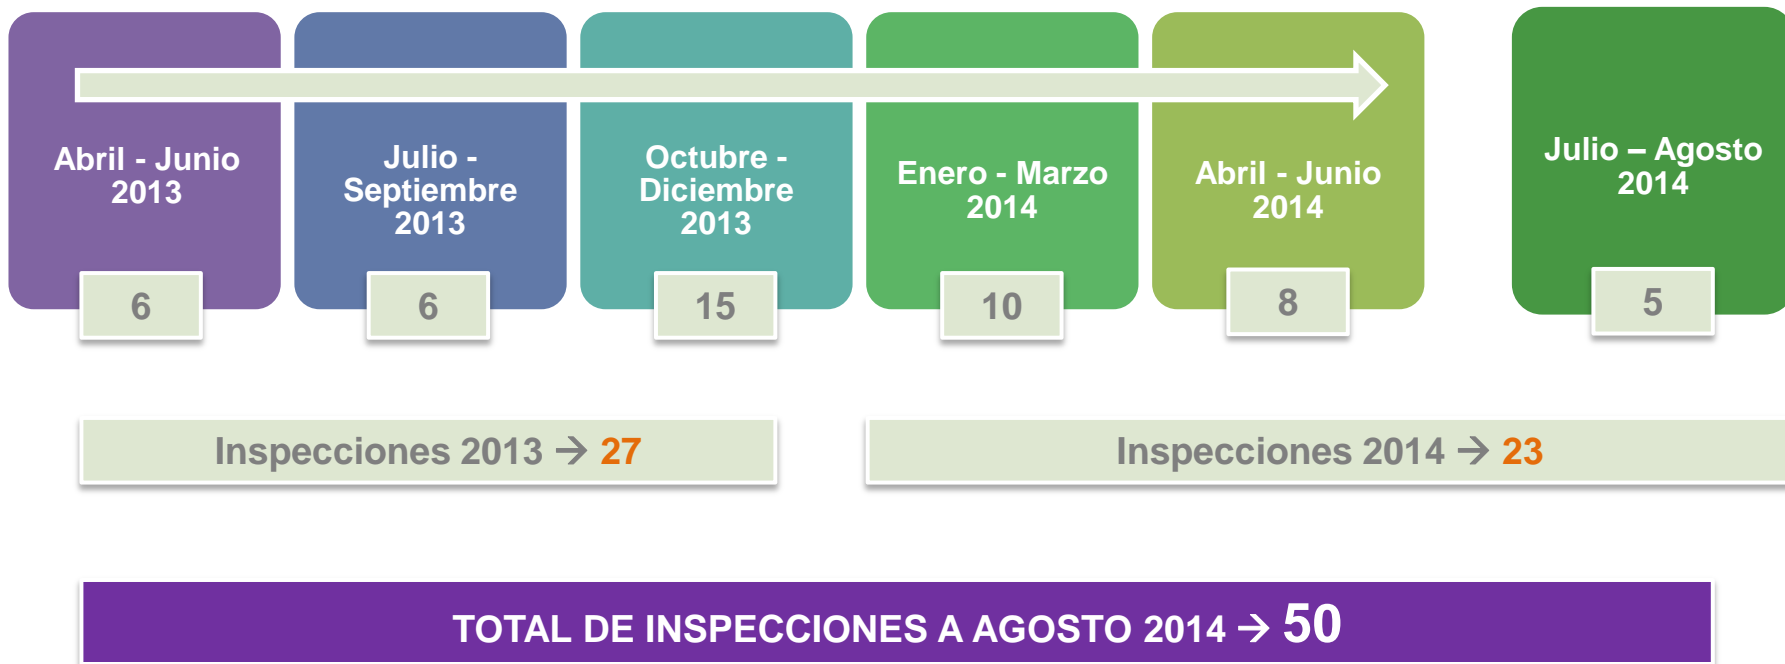 Abril - Junio
2013
Julio -
Septiembre
2013
Octubre -
Diciembre
2013
Enero - Marzo
2014
Abril - Junio
2014
Julio – Agosto
2014
6
6
15
10
8
5
Inspecciones 2013 → 27
Inspecciones 2014 → 23
TOTAL DE INSPECCIONES A AGOSTO 2014 → 50